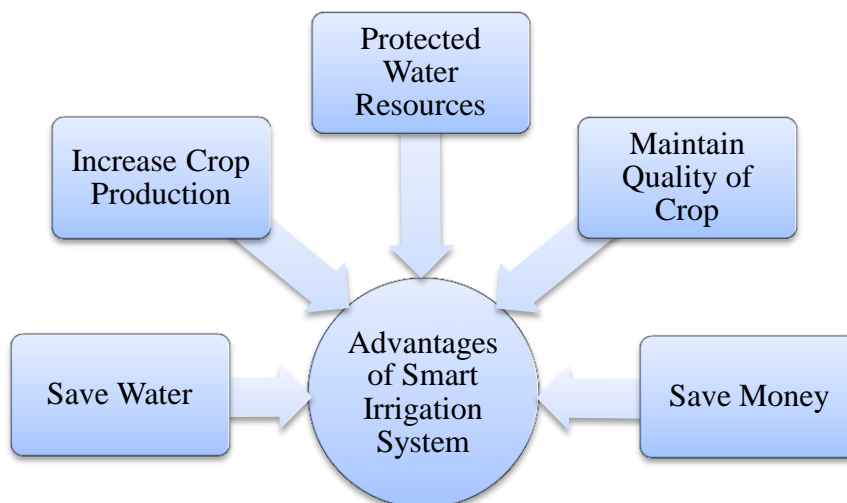 Protected
Water
Resources
Increase Crop
Production
Maintain
Quality of
Crop
Save Water
Advantages
of Smart
Irrigation
System
Save Money